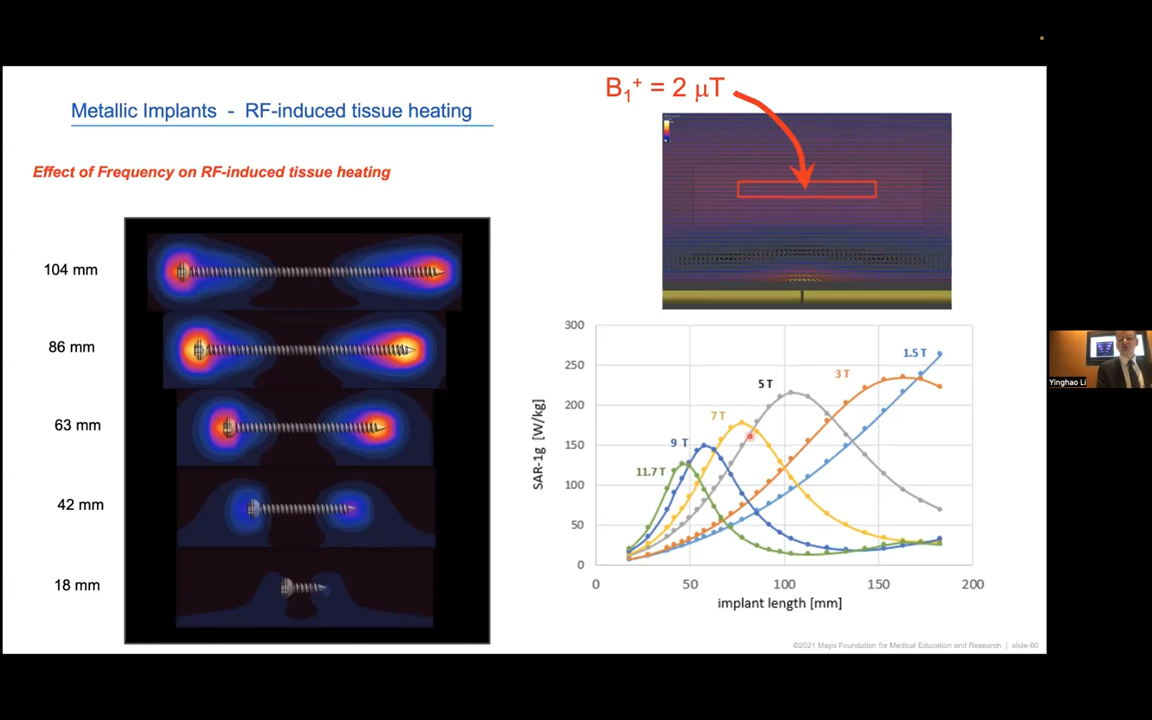 B₁⁺ = 2 μT
Metallic Implants - RF-induced tissue heating
Effect of Frequency on RF-induced tissue heating
104 mm
86 mm
63 mm
42 mm
18 mm
300
250
200
150
100
50
0
SAR-1g [W/kg]
1.5 T
3 T
5 T
7 T
9 T
11.7 T
0
50
100
150
200
implant length [mm]
©2021 Mayo Foundation for Medical Education and Research | slide-60
Yinghao Li